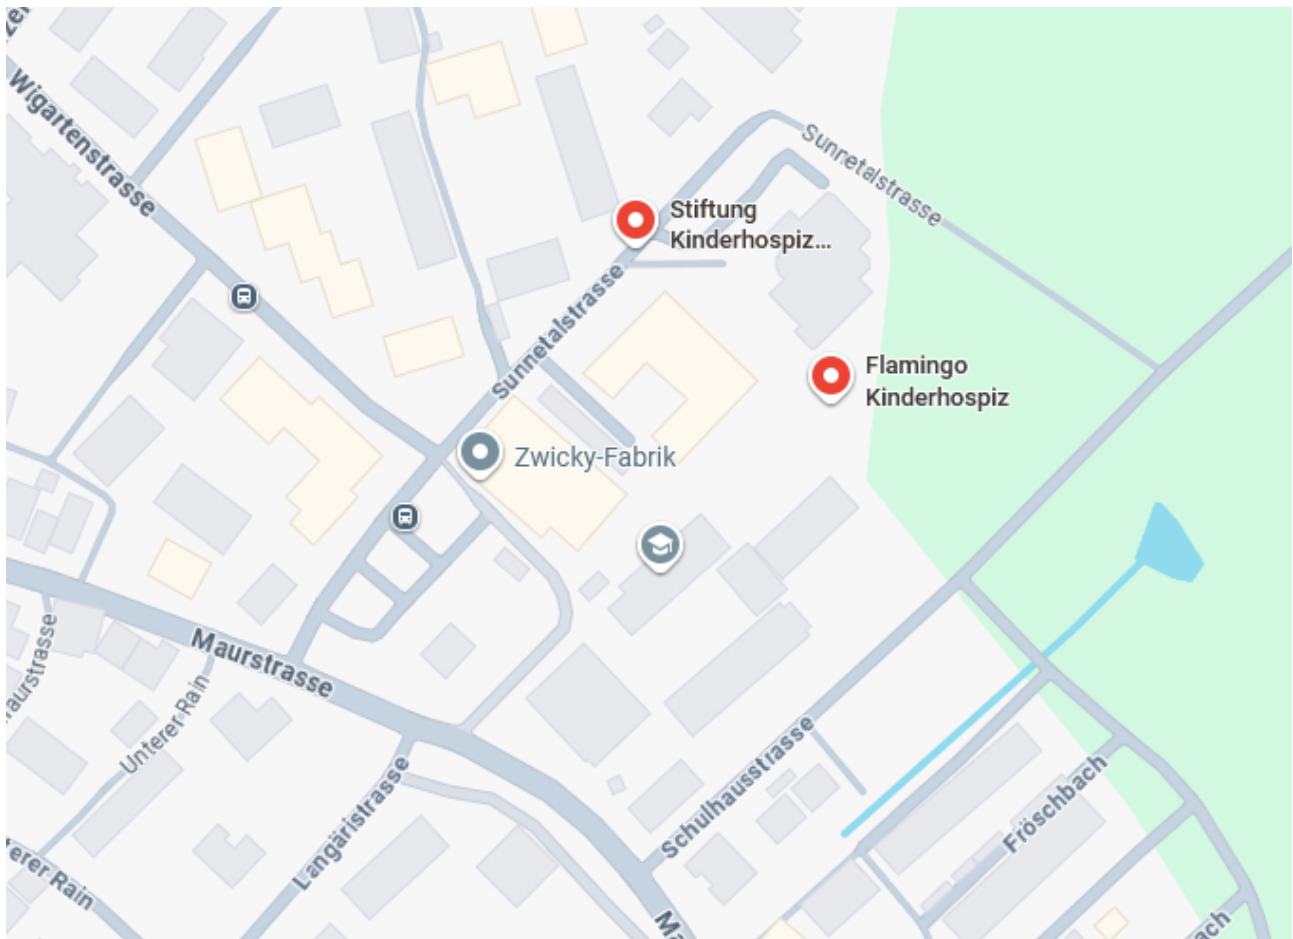 Wigartenstrasse
Sunnetalstrasse
Stiftung
Kinderhospiz...
Sunnetalstrasse
Flamingo
Kinderhospiz
Zwicky-Fabrik
Maurstrasse
Unterer Rain
Langäristrasse
Schulhausstrasse
Fröschbach